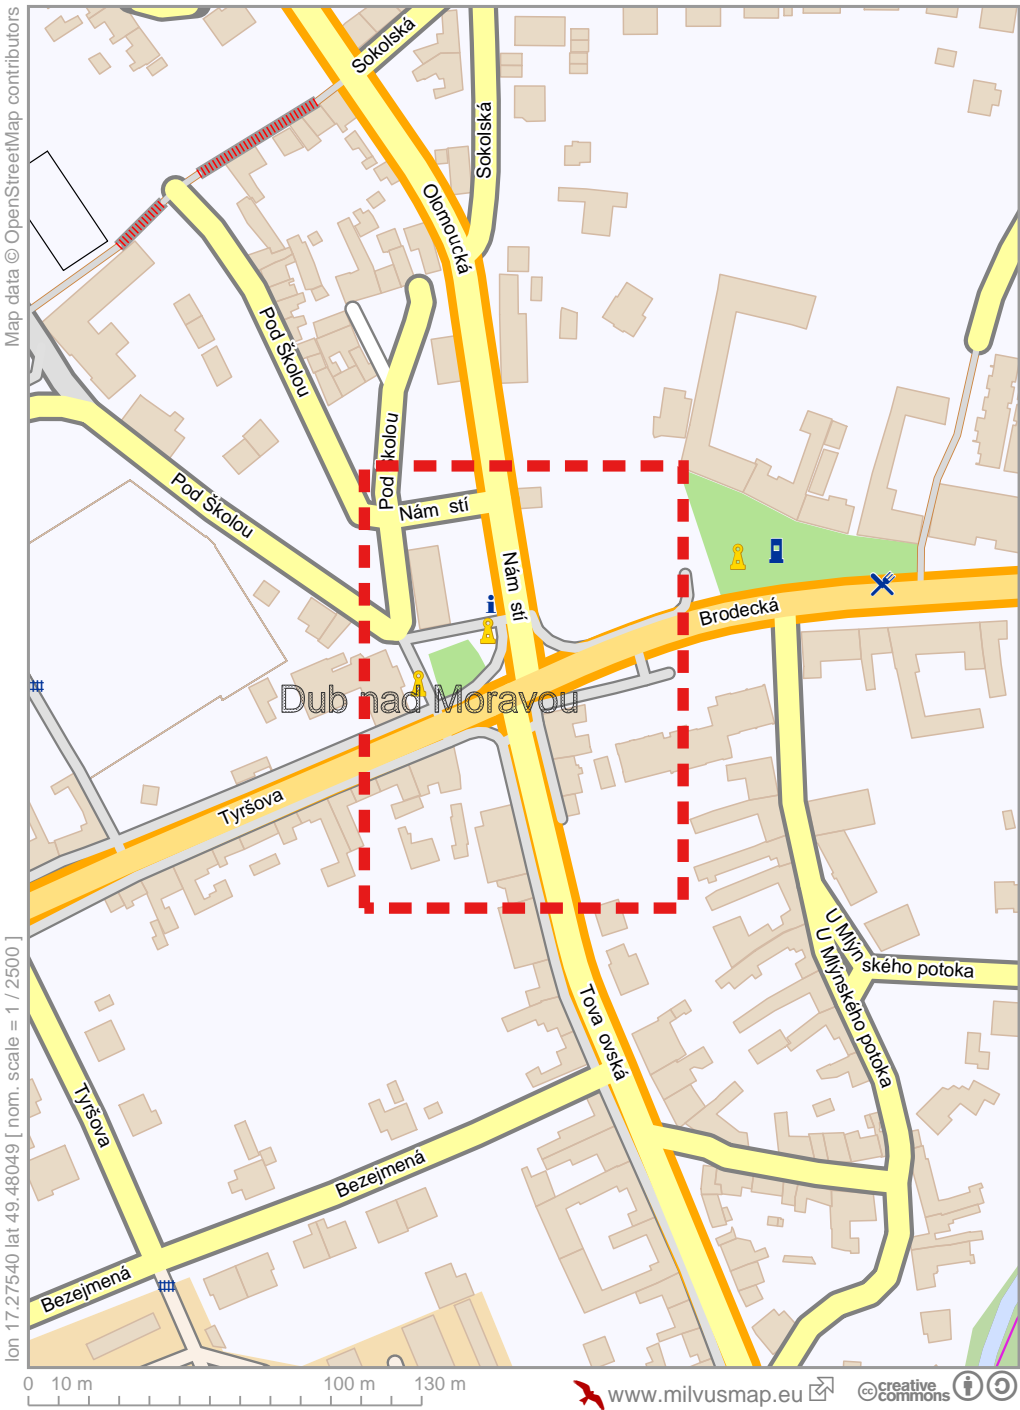 Map data © OpenStreetMap contributors
lon 17.27540 lat 49.48049 [ nom. scale = 1 / 2500 ]
Sokolská
Sokolská
Olomoucká
Pod Školou
Pod Školou
Pod Školou
Nám stí
Nám stí
Brodecká
Dub nad Moravou
Tyršova
U Mlýnského potoka
U Mlýnského potoka
Tova ovská
Tyršova
Bezejmená
Bezejmená
0 10 m 100 m 130 m
www.milvusmap.eu
cc creative commons